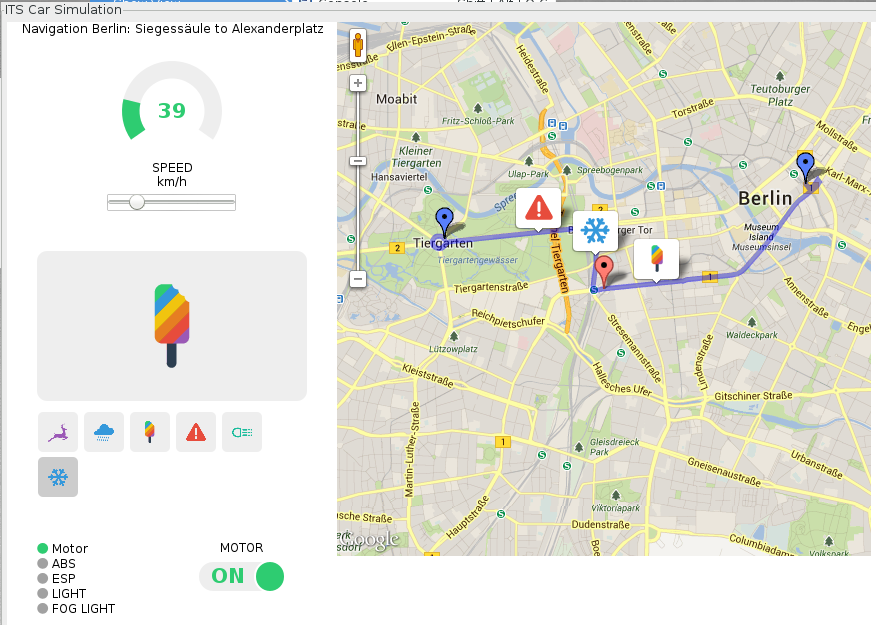 ITS Car Simulation
Navigation Berlin: Siegessäule to Alexanderplatz
39
SPEED
km/h
Motor
ABS
ESP
LIGHT
FOG LIGHT
MOTOR
ON
Ellen-Epstein-Straße
Heidestraße
Moabit
Fritz-Schloß-Park
Teutoburger
Platz
Torstraße
Mollstraße
Kleiner
Tiergarten
Hansaviertel
Ulap-Park
Spreebogenpark
Karl-Marx-
Berlin
Spree
Tiergarten
2
2
1
Museum
Island
Museumsinsel
Tiergartengewässer
Tiergartenstraße
1
Annenstraße
Reichpietschufer
Lützowplatz
Stresemannstraße
Waldeckpark
Lindenstraße
Kleiststraße
Hallesches Ufer
Gitschiner Straße
Martin-Luther-Straße
1
Gleisdreieck
Park
Gneisenaustraße
Urbanstraße
Viktoriapark
Hauptstraße
Dudenstraße
Columbiadamm
Volkspark
Google